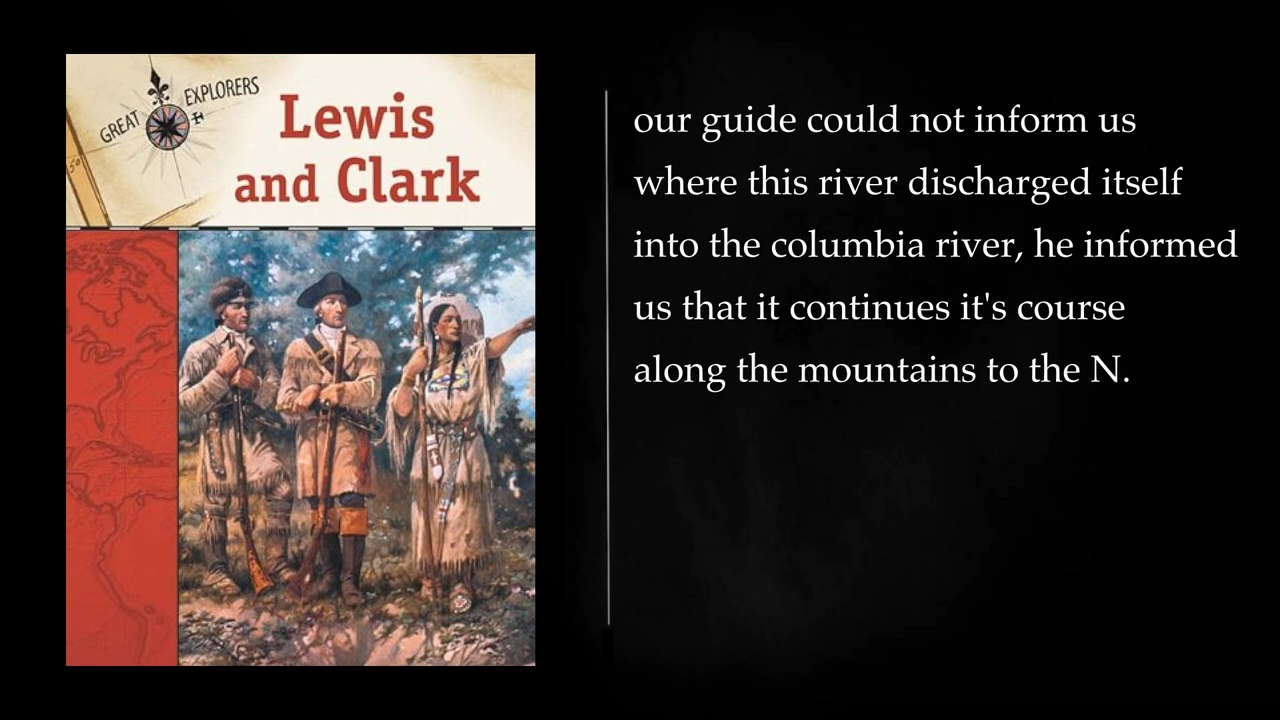 GREAT EXPLORERS
E
Lewis
and Clark
50
our guide could not inform us
where this river discharged itself
into the columbia river, he informed
us that it continues it's course
along the mountains to the N.